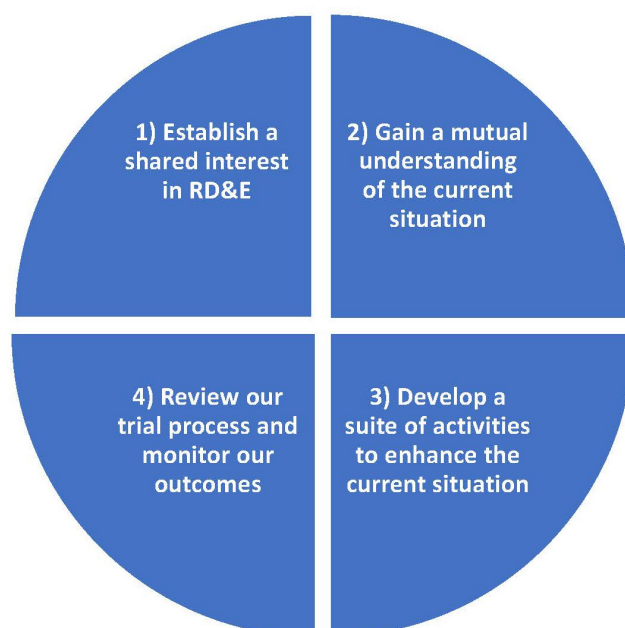 1) Establish a
shared interest
in RD&E
2) Gain a mutual
understanding
of the current
situation
3) Develop a
suite of activities
to enhance the
current situation
4) Review our
trial process and
monitor our
outcomes